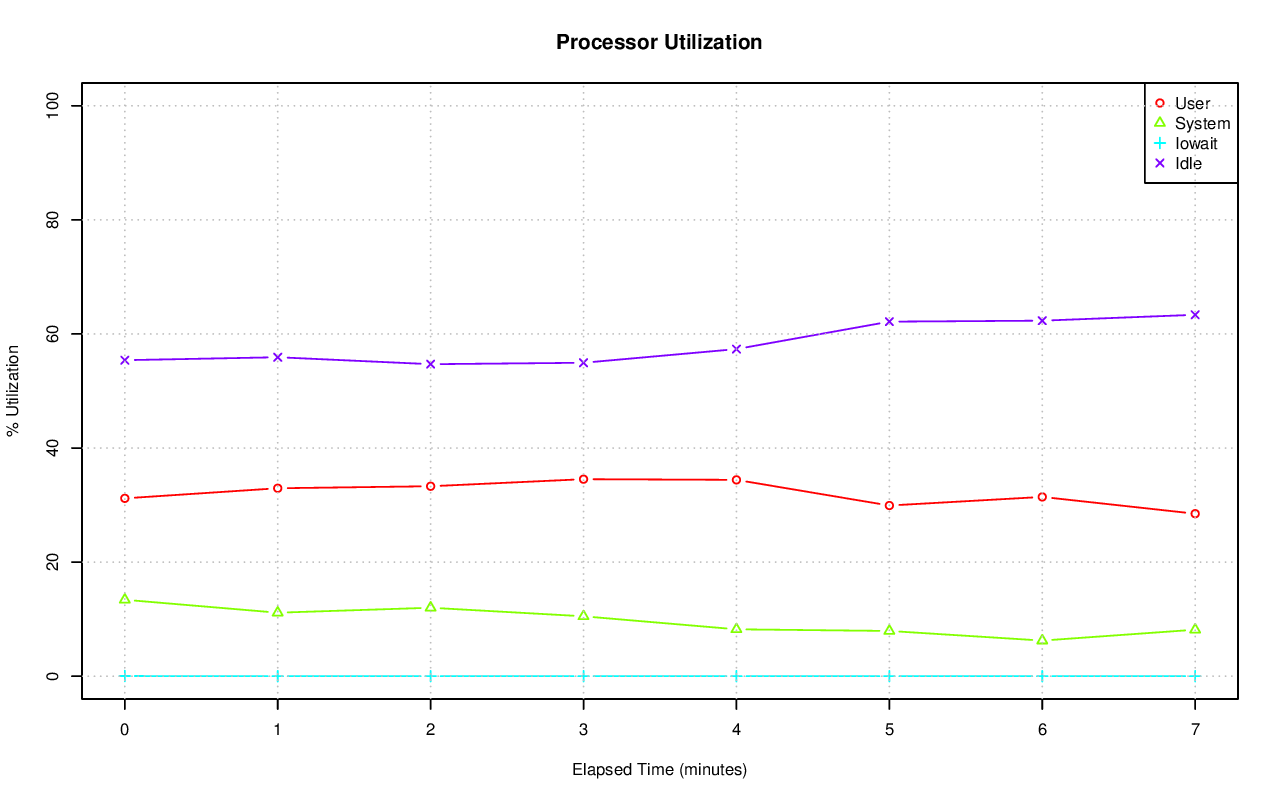 Processor Utilization
100
80
60
40
20
0
% Utilization
User
System
Iowait
Idle
0 1 2 3 4 5 6 7
Elapsed Time (minutes)